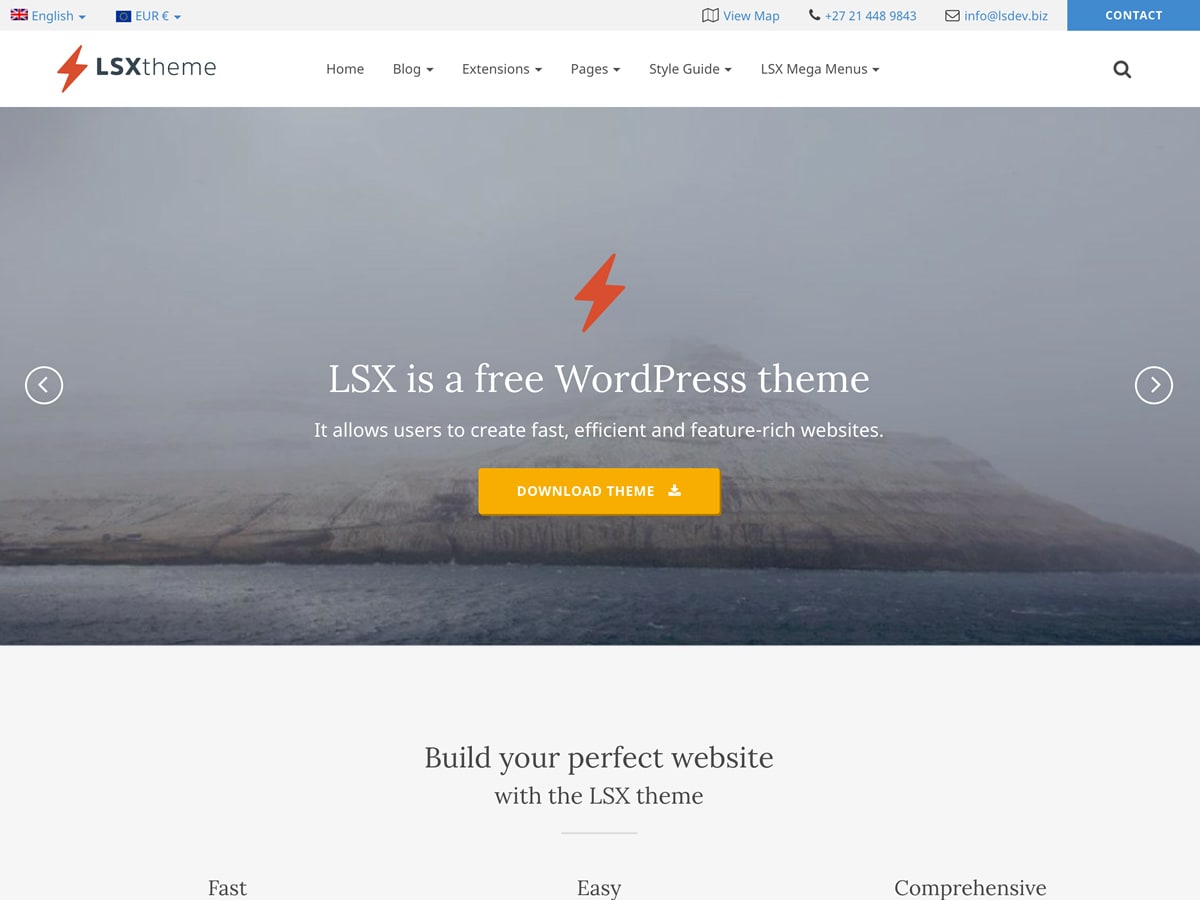 English EUR € View Map +27 21 448 9843 info@lsdev.biz CONTACT
LSXtheme Home Blog Extensions Pages Style Guide LSX Mega Menus
LSX is a free WordPress theme
It allows users to create fast, efficient and feature-rich websites.
DOWNLOAD THEME
Build your perfect website
with the LSX theme
Fast Easy Comprehensive